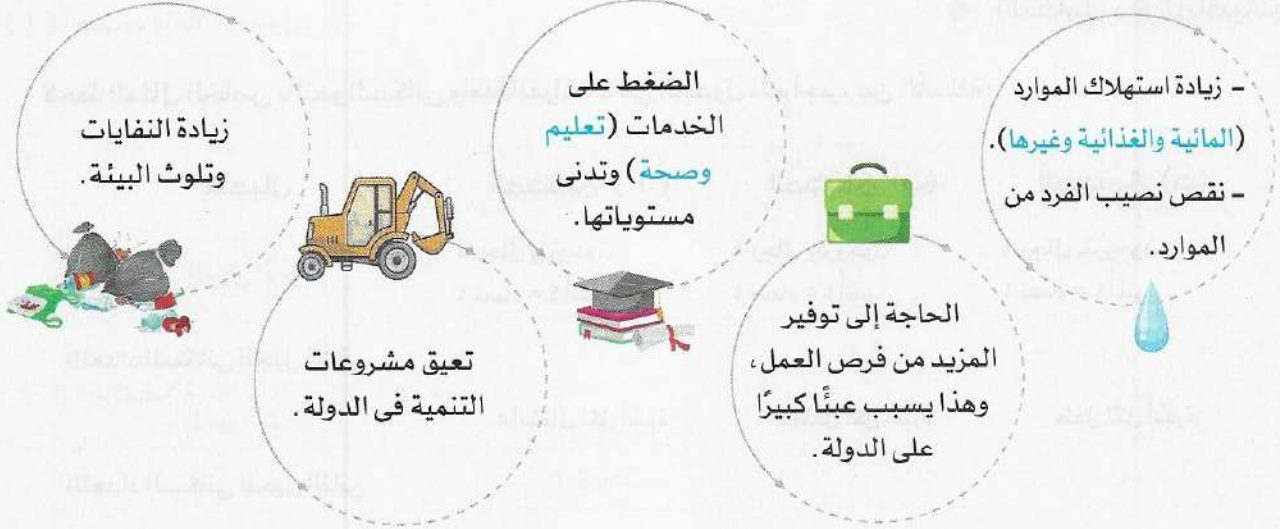 - زيادة استهلاك الموارد
(المائية والغذائية وغيرها).
- نقص نصيب الفرد من
الموارد.
الحاجة إلى توفير
المزيد من فرص العمل،
وهذا يسبب عبئًا كبيرًا
على الدولة.
الضغط على
الخدمات (تعليم
وصحة) وتدنى
مستوياتها.
تعيق مشروعات
التنمية فى الدولة.
زيادة النفايات
وتلوث البيئة.